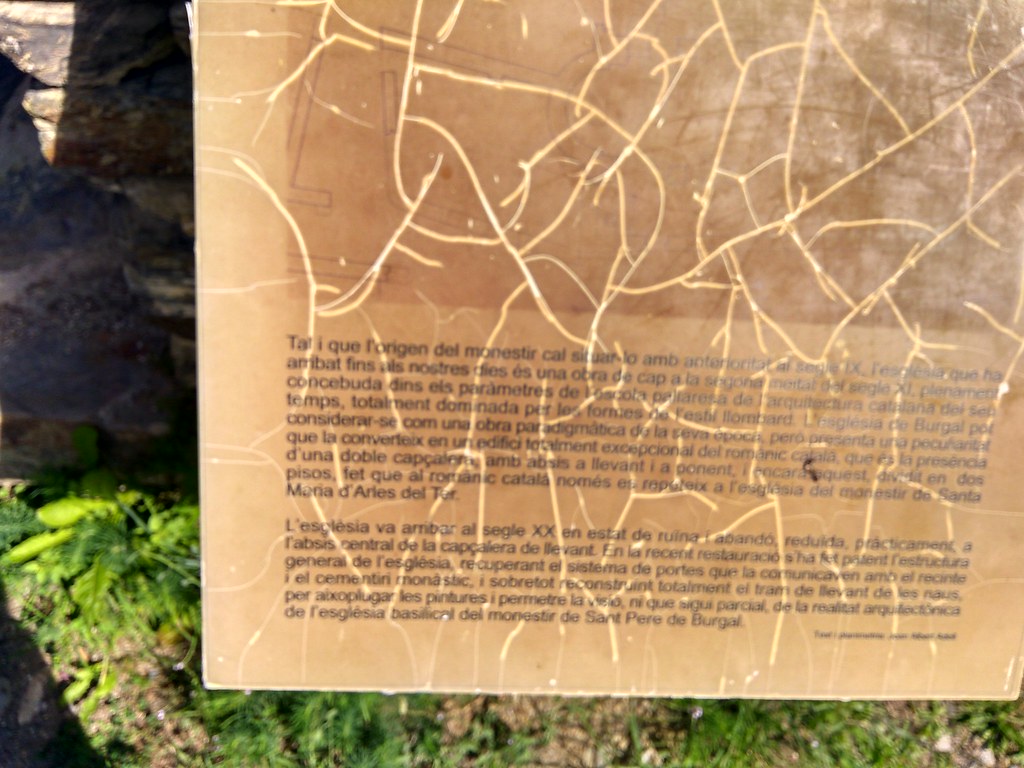 Tal i que l'origen del monestir cal situar-lo amb anterioritat al segle IX, l'església que ha
arribat fins als nostres dies és una obra de cap a la segona meitat del segle XI, plenament
concebuda dins els paràmetres de l'escola pallaresa de l'arquitectura catalana del seu
temps, totalment dominada per les formes de l'estil llombard. L'església de Burgal pot
considerar-se com una obra paradigmàtica de la seva època, però presenta una peculiaritat
que la converteix en un edifici totalment excepcional del romànic català, que és la presència
d'una doble capçalera, amb absis a llevant i a ponent, i encara aquest, dividit en dos
pisos, fet que al romànic català només es repeteix a l'església del monestir de Santa
Maria d'Arles del Ter.
L'església va arribar al segle XX en estat de ruïna i abandó, reduïda, pràcticament, a
l'absis central de la capçalera de llevant. En la recent restauració s'ha fet patent l'estructura
general de l'església, recuperant el sistema de portes que la comunicaven amb el recinte
i el cementiri monàstic, i sobretot reconstruint totalment el tram de llevant de les naus,
per aixoplugar les pintures i permetre la visió, ni que sigui parcial, de la realitat arquitectònica
de l'església basilical del monestir de Sant Pere de Burgal.
Text i planimetria: Joan Albert Adell